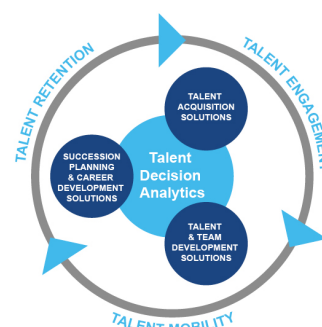 TALENT RETENTION
TALENT ENGAGEMENT
TALENT
ACQUISITION
SOLUTIONS
SUCCESSION
PLANNING
& CAREER
DEVELOPMENT
SOLUTIONS
Talent
Decision
Analytics
TALENT
& TEAM
DEVELOPMENT
SOLUTIONS
TALENT MOBILITY